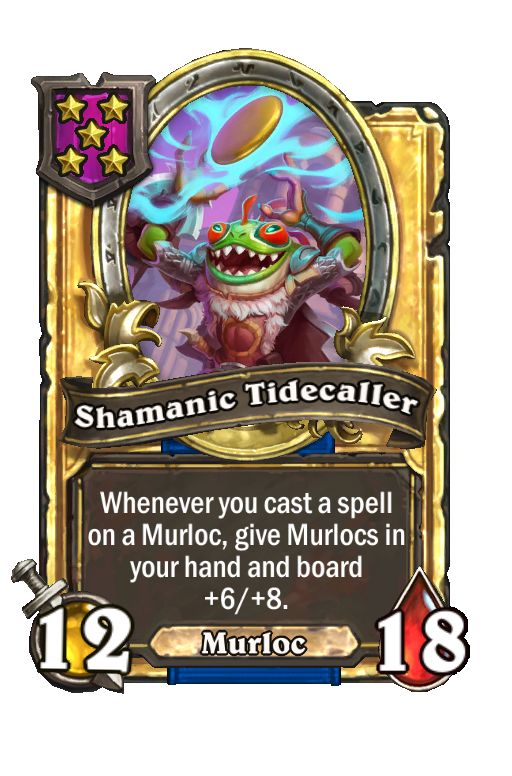 Shamanic Tidecaller
Whenever you cast a spell
on a Murloc, give Murlocs in
your hand and board
+6/+8.
12
Murloc
18